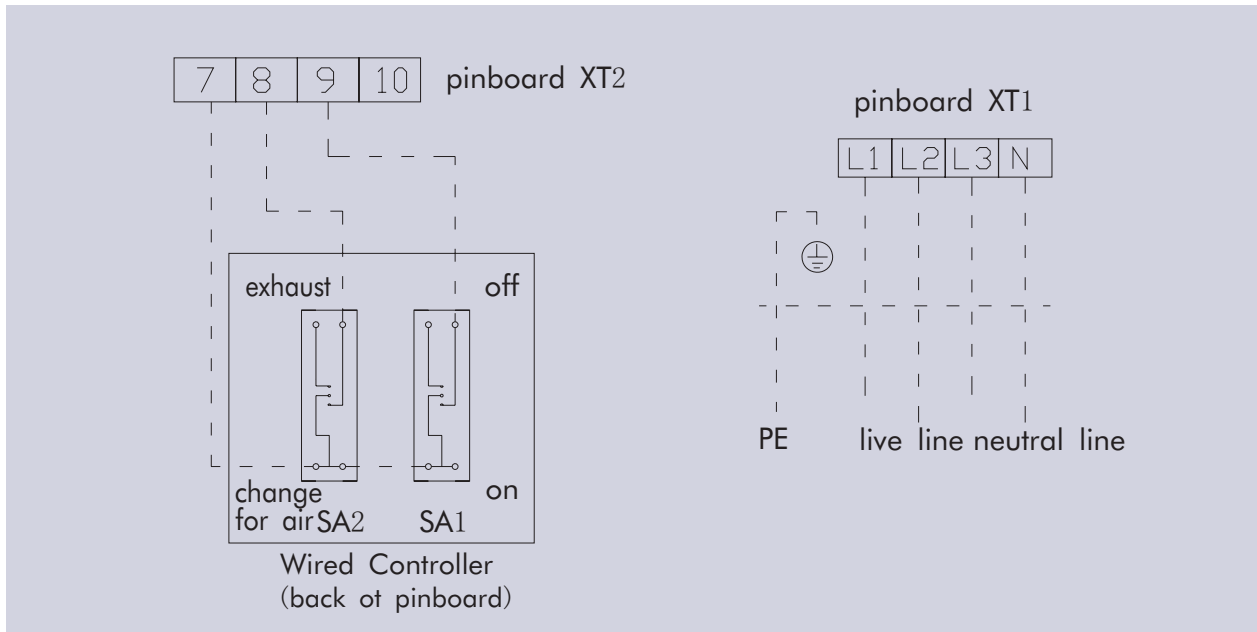 7 8 9 10 pinboard XT2
pinboard XT1
L1 L2 L3 N
exhaust off
PE live line neutral line
change on
for air SA2 SA1
Wired Controller
(back ot pinboard)